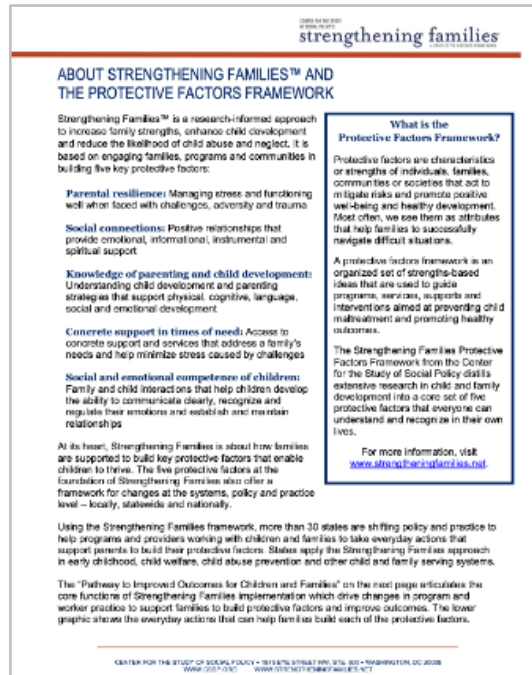 CENTER FOR THE STUDY
OF SOCIAL POLICY'S
strengthening families
ABOUT STRENGTHENING FAMILIES™ AND
THE PROTECTIVE FACTORS FRAMEWORK
Strengthening Families™ is a research-informed approach
to increase family strengths, enhance child development
and reduce the likelihood of child abuse and neglect. It is
based on engaging families, programs and communities in
building five key protective factors:
Parental resilience: Managing stress and functioning
well when faced with challenges, adversity and trauma
Social connections: Positive relationships that
provide emotional, informational, instrumental and
spiritual support
Knowledge of parenting and child development:
Understanding child development and parenting
strategies that support physical, cognitive, language,
social and emotional development
Concrete support in times of need: Access to
concrete support and services that address a family's
needs and help minimize stress caused by challenges
Social and emotional competence of children:
Family and child interactions that help children develop
the ability to communicate clearly, recognize and
regulate their emotions and establish and maintain
relationships
At its heart, Strengthening Families is about how families
are supported to build key protective factors that enable
children to thrive. The five protective factors at the
foundation of Strengthening Families also offer a
framework for changes at the systems, policy and practice
level – locally, statewide and nationally.
What is the
Protective Factors Framework?
Protective factors are characteristics
or strengths of individuals, families,
communities or societies that act to
mitigate risks and promote positive
well-being and healthy development.
Most often, we see them as attributes
that help families to successfully
navigate difficult situations.
A protective factors framework is an
organized set of strengths-based
ideas that are used to guide
programs, services, supports and
interventions aimed at preventing child
maltreatment and promoting healthy
outcomes.
The Strengthening Families Protective
Factors Framework from the Center
for the Study of Social Policy distills
extensive research in child and family
development into a core set of five
protective factors that everyone can
understand and recognize in their own
lives.
For more information, visit
www.strengtheningfamilies.net.
Using the Strengthening Families framework, more than 30 states are shifting policy and practice to
help programs and providers working with children and families to take everyday actions that
support parents to build their protective factors. States apply the Strengthening Families approach
in early childhood, child welfare, child abuse prevention and other child and family serving systems.
The "Pathway to Improved Outcomes for Children and Families" on the next page articulates the
core functions of Strengthening Families implementation which drive changes in program and
worker practice to support families to build protective factors and improve outcomes. The lower
graphic shows the everyday actions that can help families build each of the protective factors.
CENTER FOR THE STUDY OF SOCIAL POLICY • 1575 EYE STREET NW, STE. 500 • WASHINGTON, DC 20005
WWW.CSSP.ORG WWW.STRENGTHENINGFAMILIES.NET